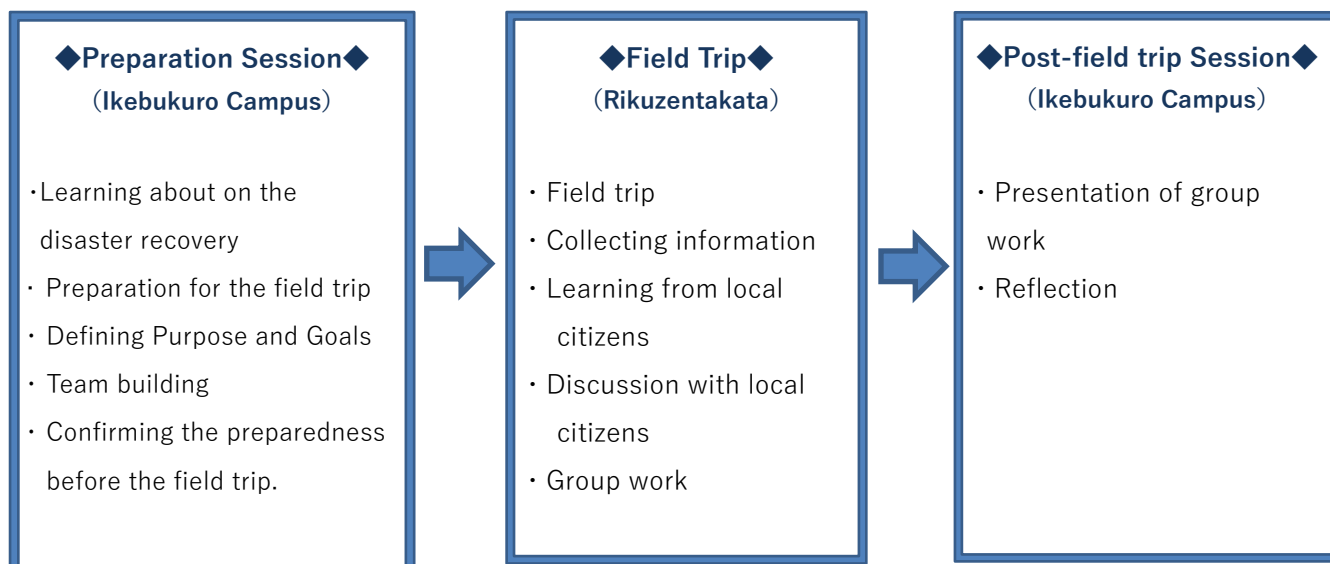 ◆Preparation Session◆
（Ikebukuro Campus）
・Learning about on the
disaster recovery
・ Preparation for the field trip
・ Defining Purpose and Goals
・ Team building
・ Confirming the preparedness
before the field trip.
◆Field Trip◆
（Rikuzentakata）
・ Field trip
・ Collecting information
・ Learning from local
citizens
・ Discussion with local
citizens
・ Group work
◆Post-field trip Session◆
（Ikebukuro Campus）
・ Presentation of group
work
・ Reflection